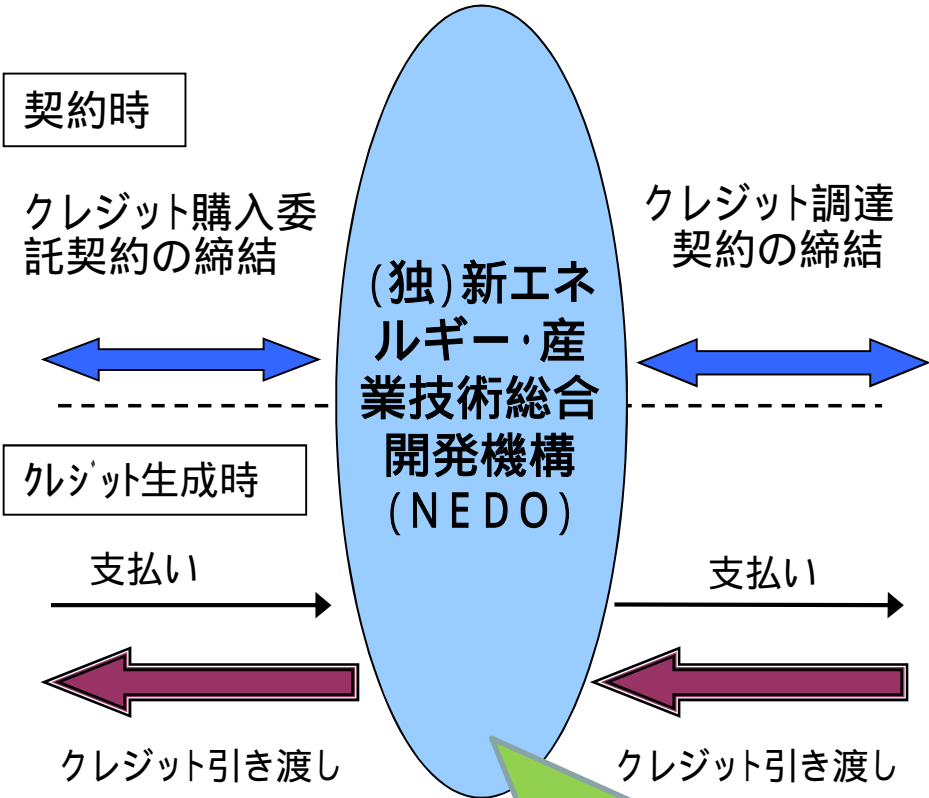 契約時
クレジット購入委
託契約の締結
クレジット調達
契約の締結
(独)新エネ
ルギー・産
業技術総合
開発機構
(NEDO)
ｸﾚｼﾞｯﾄ生成時
支払い
支払い
クレジット引き渡し
クレジット引き渡し